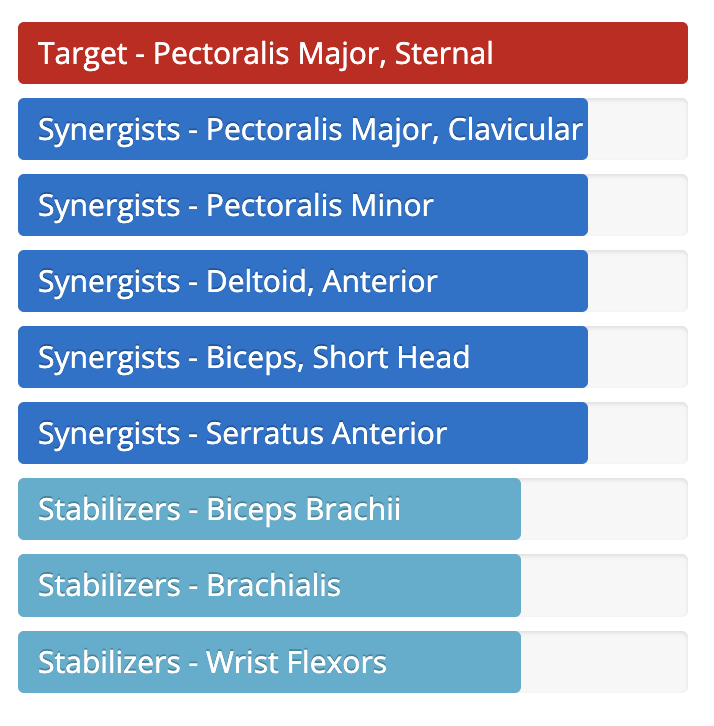 Target - Pectoralis Major, Sternal
Synergists - Pectoralis Major, Clavicular
Synergists - Pectoralis Minor
Synergists - Deltoid, Anterior
Synergists - Biceps, Short Head
Synergists - Serratus Anterior
Stabilizers - Biceps Brachii
Stabilizers - Brachialis
Stabilizers - Wrist Flexors